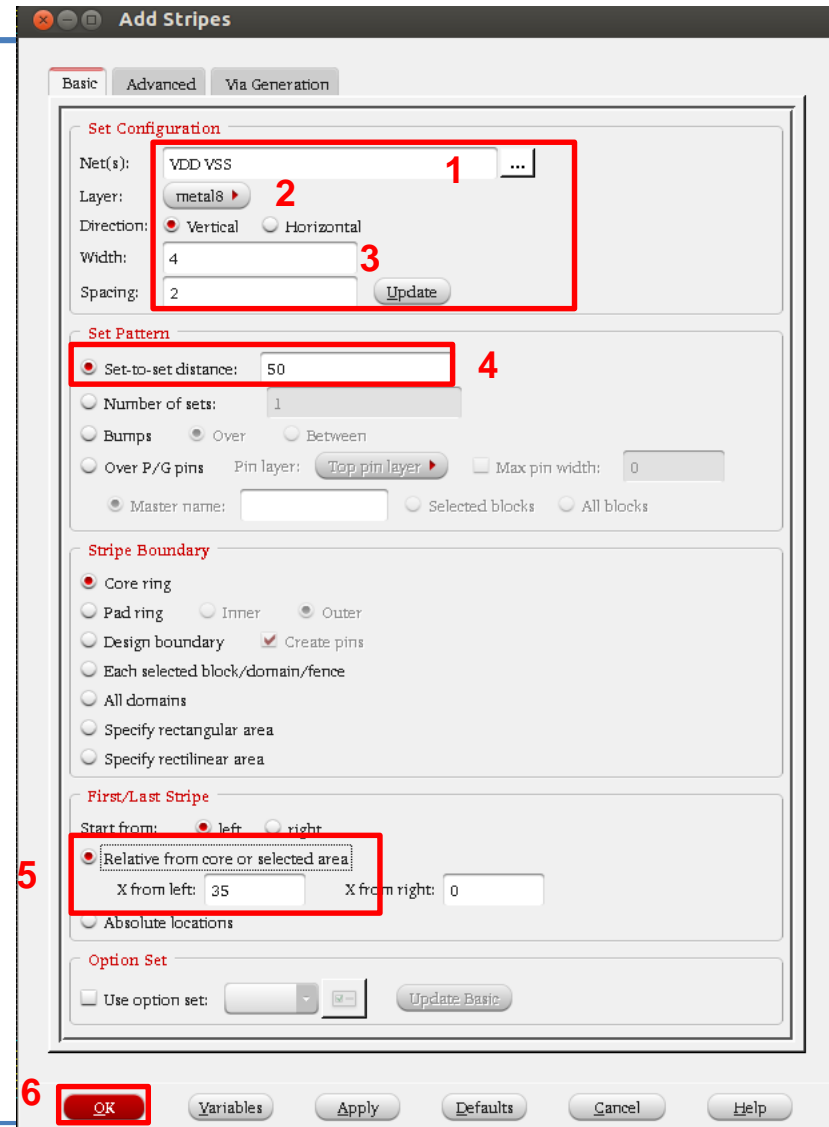 Add Stripes
Basic Advanced Via Generation
Set Configuration
Net(s): VDD VSS 1 ...
Layer: metal8 2
Direction: Vertical Horizontal
Width: 4 3
Spacing: 2 Update
Set Pattern
Set-to-set distance: 50 4
Number of sets: 1
Bumps Over Between
Over P/G pins Pin layer: Top pin layer Max pin width: 0
Master name: Selected blocks All blocks
Stripe Boundary
Core ring
Pad ring Inner Outer
Design boundary Create pins
Each selected block/domain/fence
All domains
Specify rectangular area
Specify rectilinear area
First/Last Stripe
Start from: left right
Relative from core or selected area
5 X from left: 35 X from right: 0
Absolute locations
Option Set
Use option set: Update Basic
6 OK Variables Apply Defaults Cancel Help